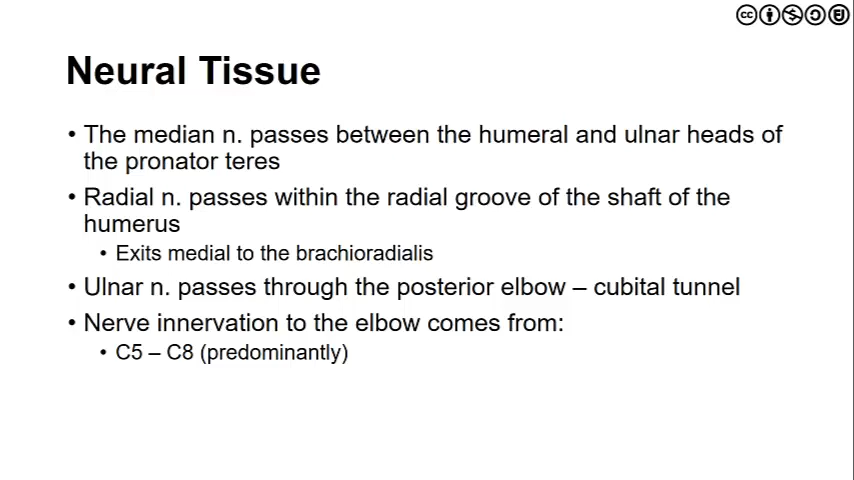 Neural Tissue
• The median n. passes between the humeral and ulnar heads of
the pronator teres
• Radial n. passes within the radial groove of the shaft of the
humerus
• Exits medial to the brachioradialis
• Ulnar n. passes through the posterior elbow – cubital tunnel
• Nerve innervation to the elbow comes from:
• C5 – C8 (predominantly)